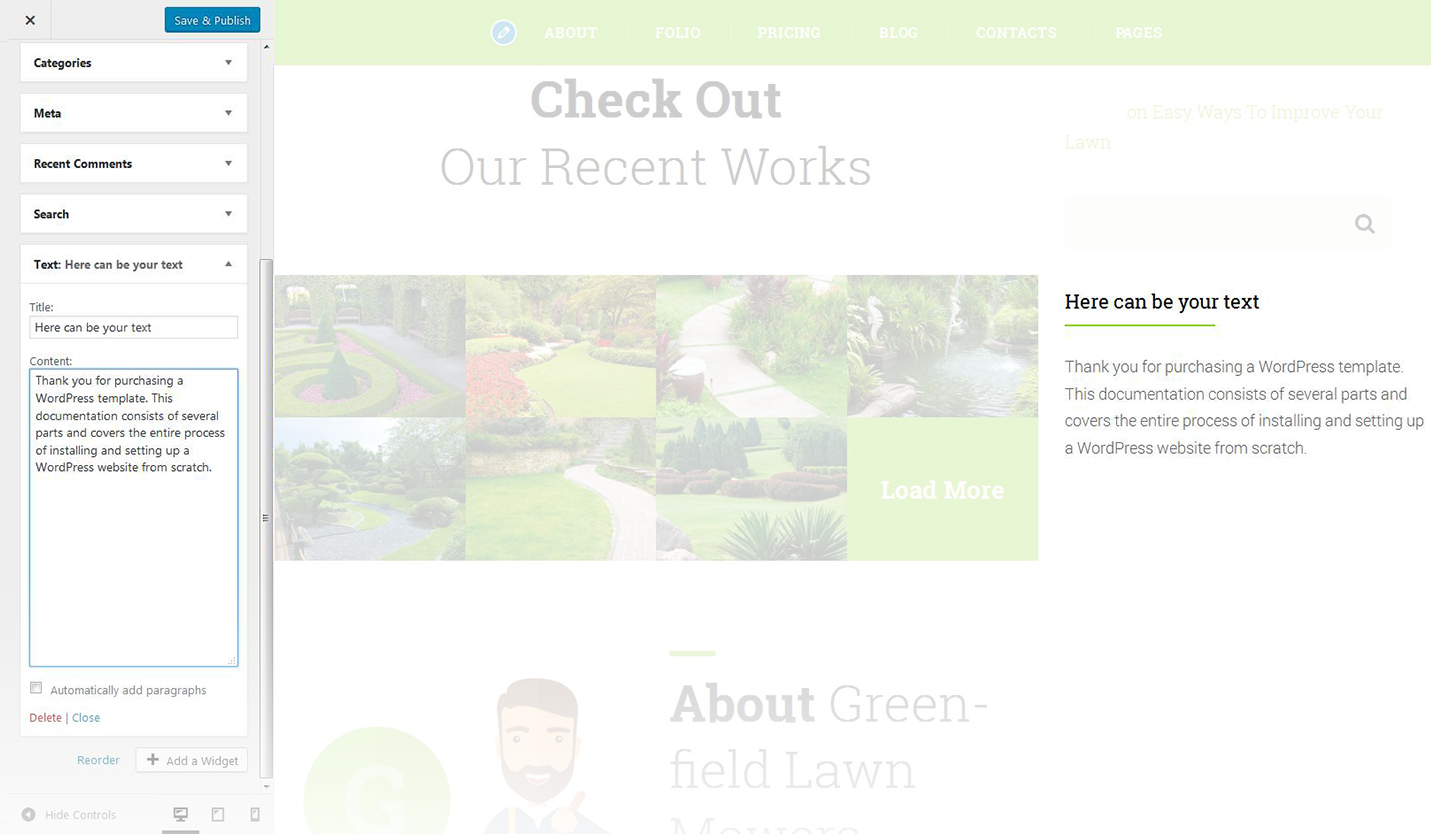 Save & Publish
Categories
Meta
Recent Comments
Search
Text: Here can be your text
Title:
Here can be your text
Content:
Thank you for purchasing a
WordPress template. This
documentation consists of several
parts and covers the entire process
of installing and setting up a
WordPress website from scratch.
Automatically add paragraphs
Delete | Close
Reorder
Add a Widget
Hide Controls
ABOUT FOLIO PRICING BLOG CONTACTS PAGES
Check Out
Our Recent Works
Load More
About Green-
field Lawn
Mowers
G
on Easy Ways To Improve Your
Lawn
Here can be your text
Thank you for purchasing a WordPress template.
This documentation consists of several parts and
covers the entire process of installing and setting up
a WordPress website from scratch.